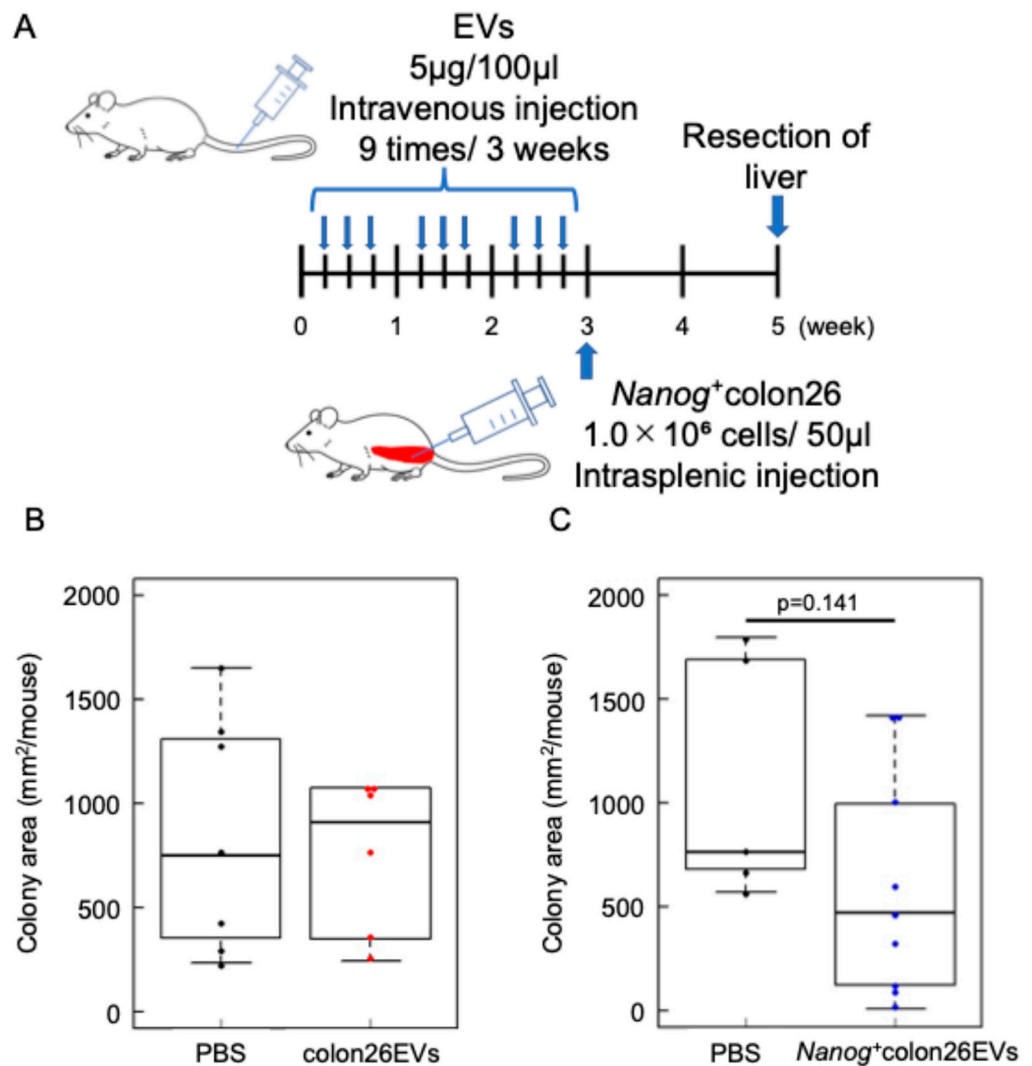 A
EVs
5μg/100μl
Intravenous injection
9 times/ 3 weeks
Resection of
liver
0 1 2 3 4 5 (week)
Nanog⁺colon26
1.0 × 10⁶ cells/ 50μl
Intrasplenic injection
B
Colony area (mm²/mouse)
2000
1500
1000
500
0
PBS colon26EVs
C
Colony area (mm²/mouse)
2000
1500
1000
500
0
p=0.141
PBS Nanog⁺colon26EVs